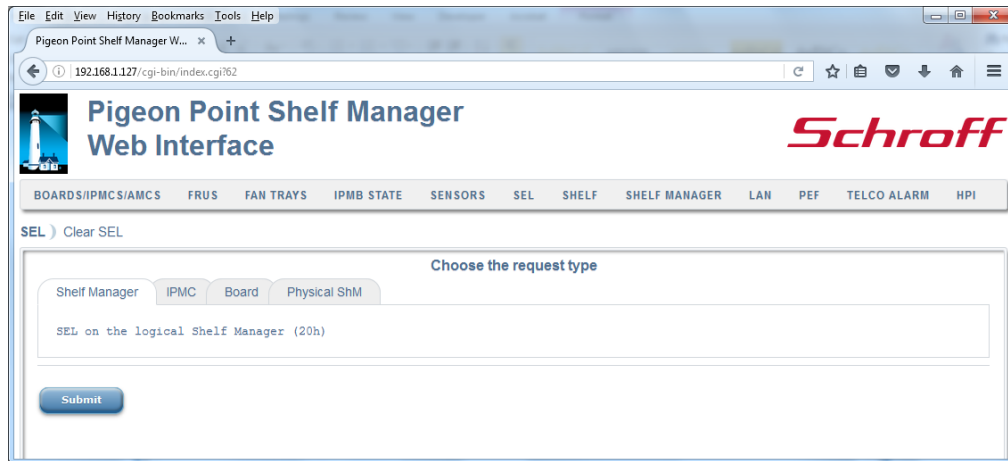 File Edit View History Bookmarks Tools Help
Pigeon Point Shelf Manager W... × +
192.168.1.127/cgi-bin/index.cgi?62
Pigeon Point Shelf Manager
Web Interface
Schroff
BOARDS/IPMCS/AMCS FRUS FAN TRAYS IPMB STATE SENSORS SEL SHELF SHELF MANAGER LAN PEF TELCO ALARM HPI
SEL ) Clear SEL
Choose the request type
Shelf Manager IPMC Board Physical ShM
SEL on the logical Shelf Manager (20h)
Submit